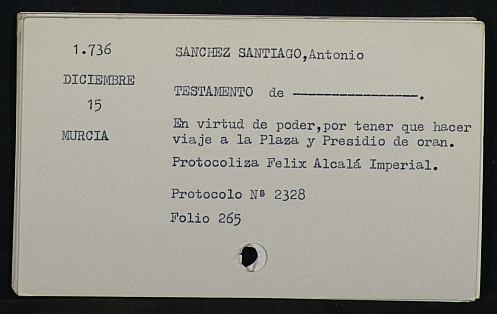 1.736
SANCHEZ SANTIAGO,Antonio
DICIEMBRE
15
TESTAMENTO de ----------------.
MURCIA
En virtud de poder,por tener que hacer
viaje a la Plaza y Presidio de oran.
Protocoliza Felix Alcalá Imperial.
Protocolo Nª 2328
Folio 265